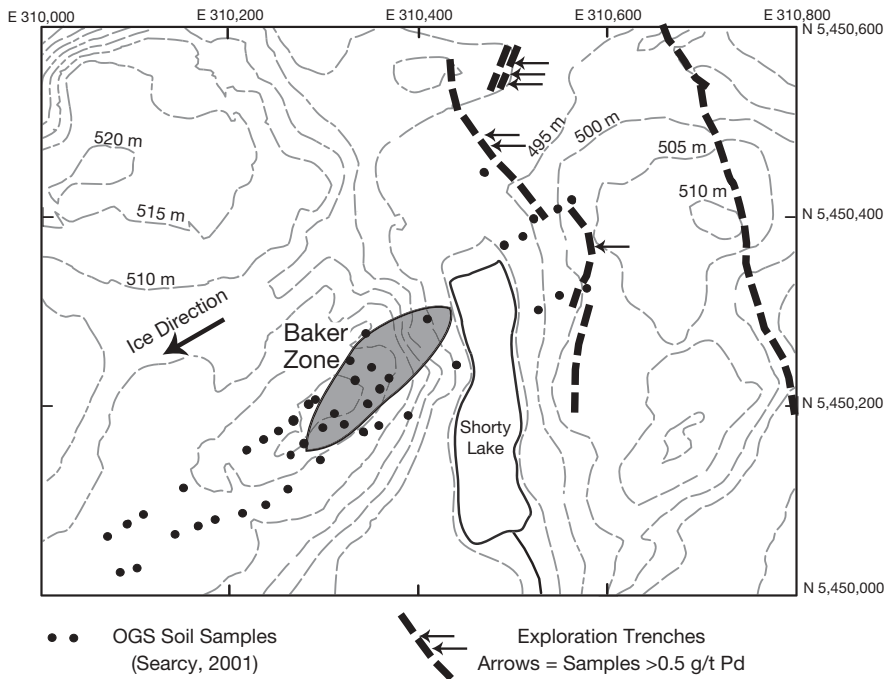 E 310,000
E 310,200
E 310,400
E 310,600
E 310,800
N 5,450,600
495 m
500 m
520 m
505 m
510 m
515 m
N 5,450,400
510 m
Ice Direction
Baker
Zone
N 5,450,200
Shorty
Lake
N 5,450,000
OGS Soil Samples
(Searcy, 2001)
Exploration Trenches
Arrows = Samples >0.5 g/t Pd